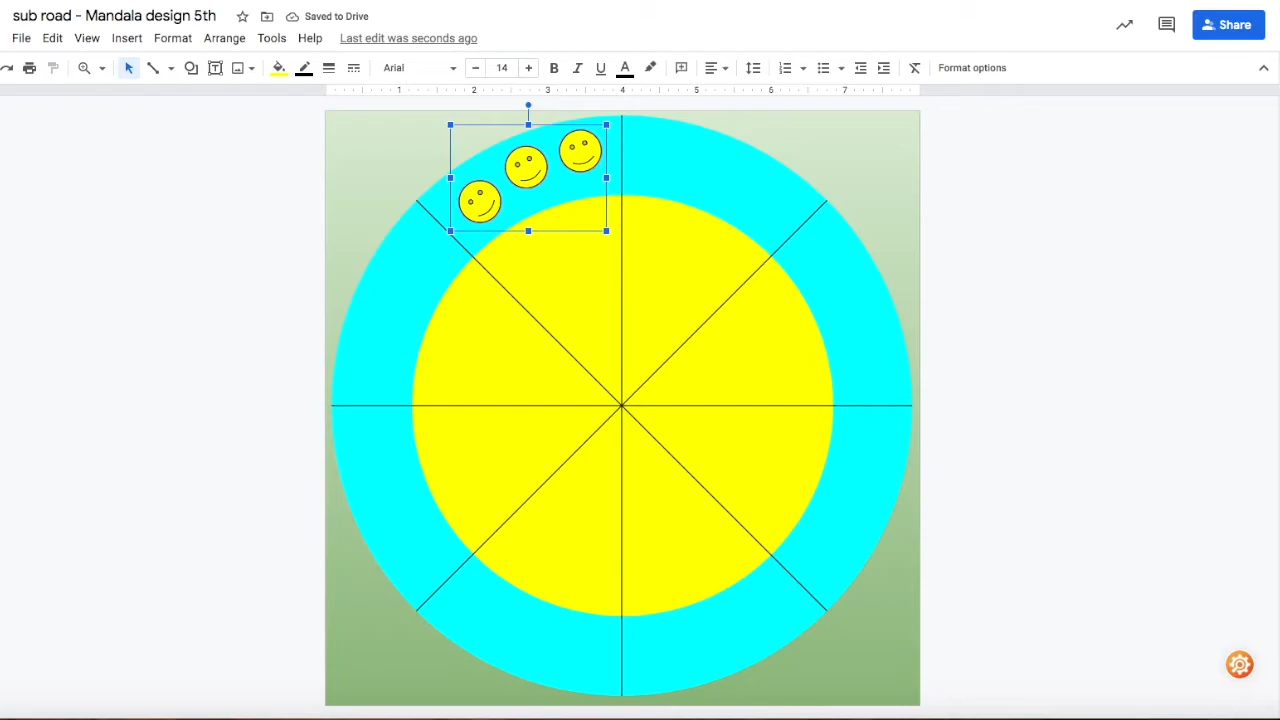 sub road - Mandala design 5th
Saved to Drive
File Edit View Insert Format Arrange Tools Help Last edit was seconds ago
Share
Arial 14 B I U A Format options
1 2 3 4 5 6 7